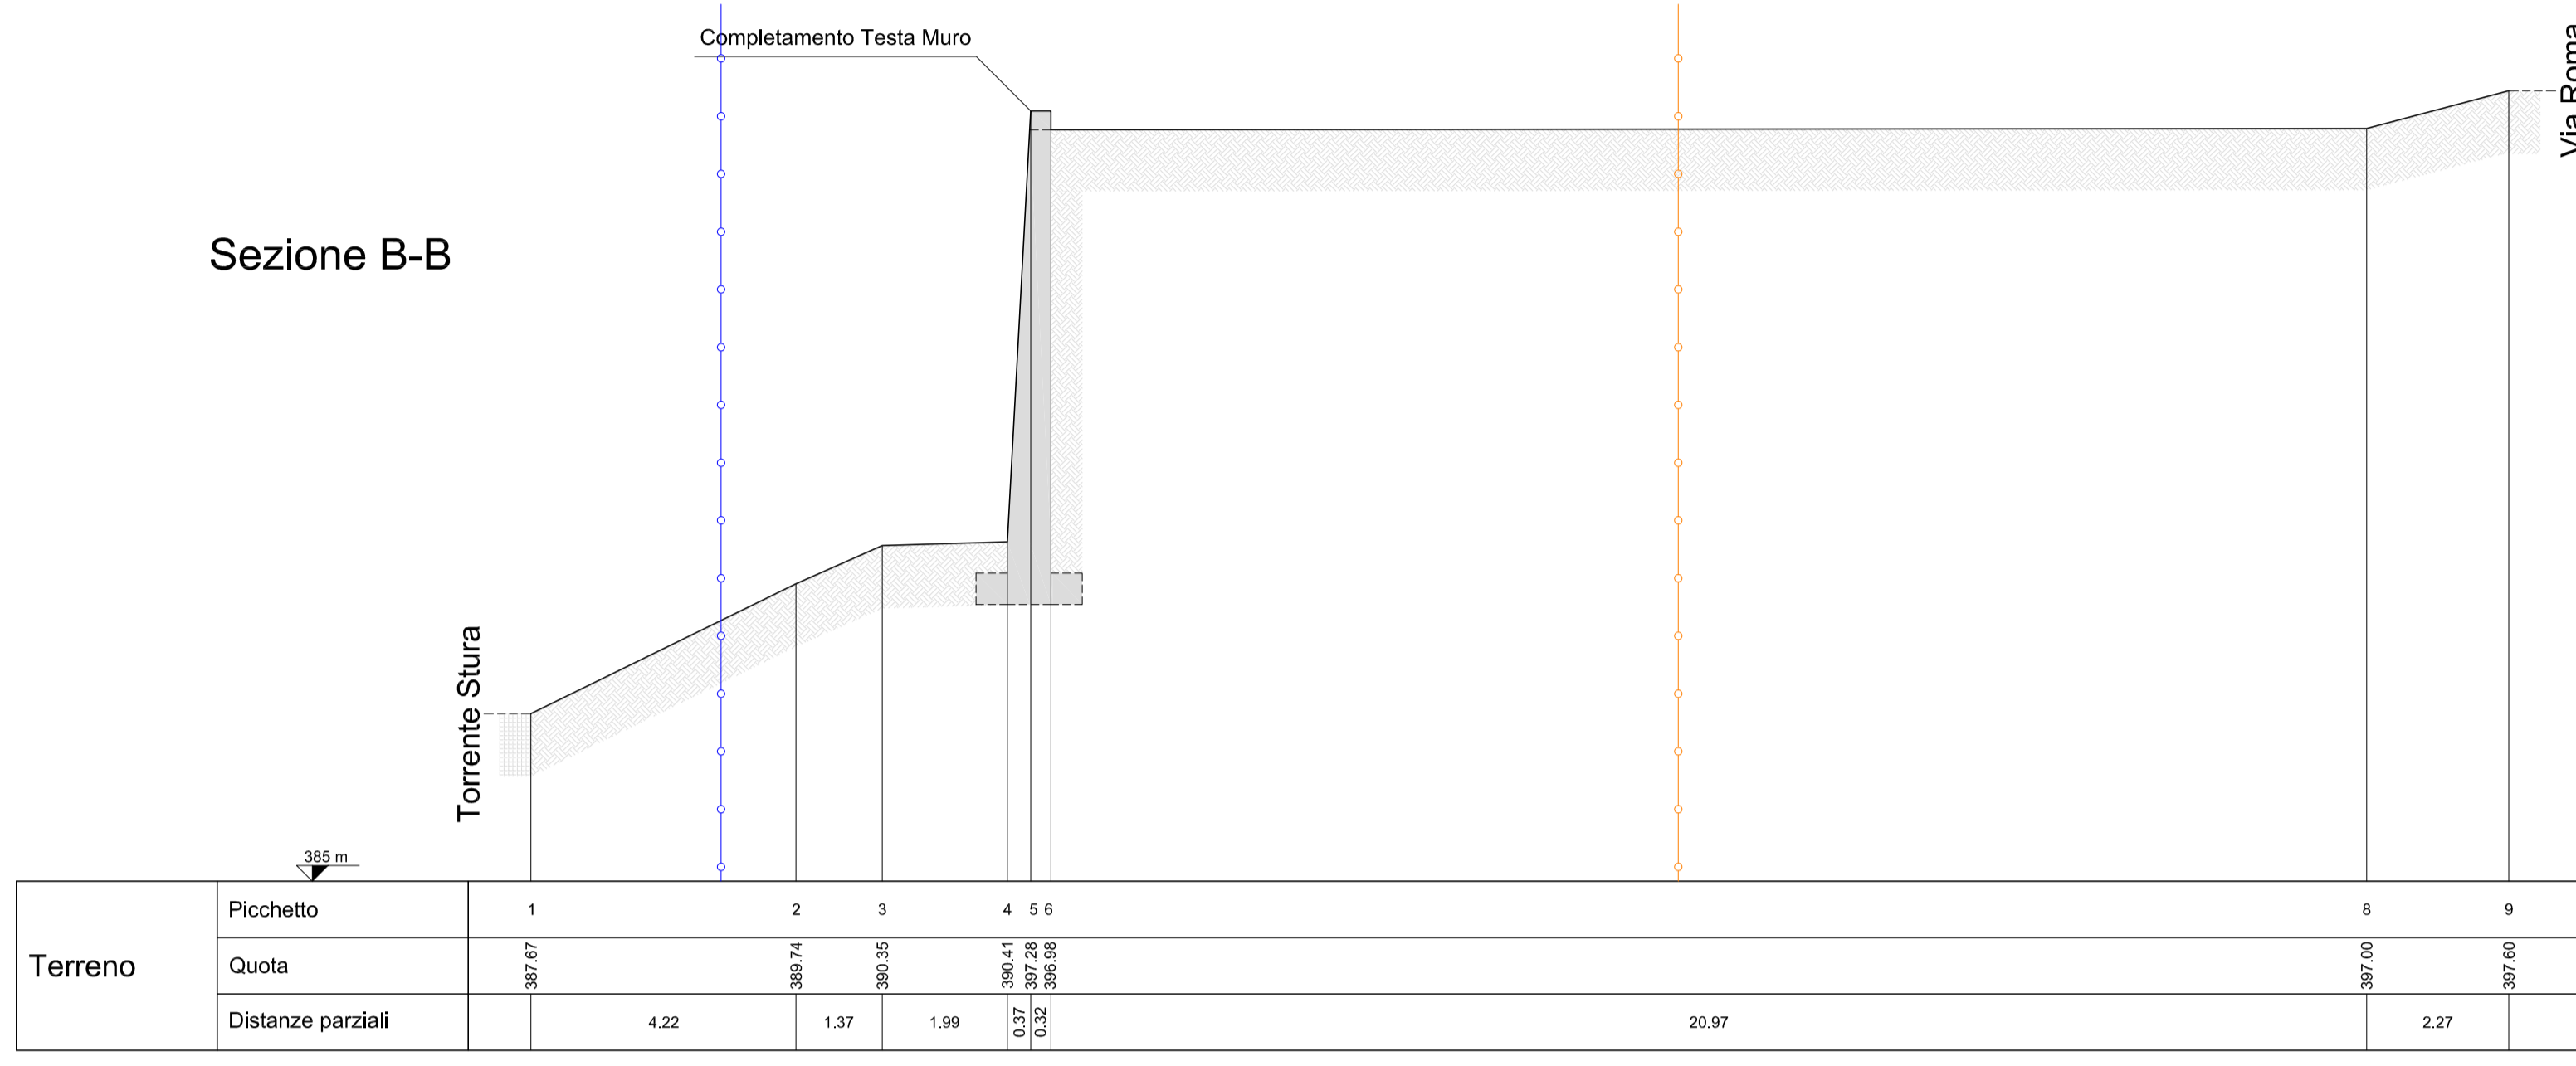 Completamento Testa Muro
Via Roma
Sezione B-B
Torrente Stura
385 m
Terreno
Picchetto
1 2 3 4 5 6 8 9
Quota
387.67 389.74 390.35 390.41 397.28 396.98 397.00 397.60
Distanze parziali
4.22 1.37 1.99 0.37 0.32 20.97 2.27